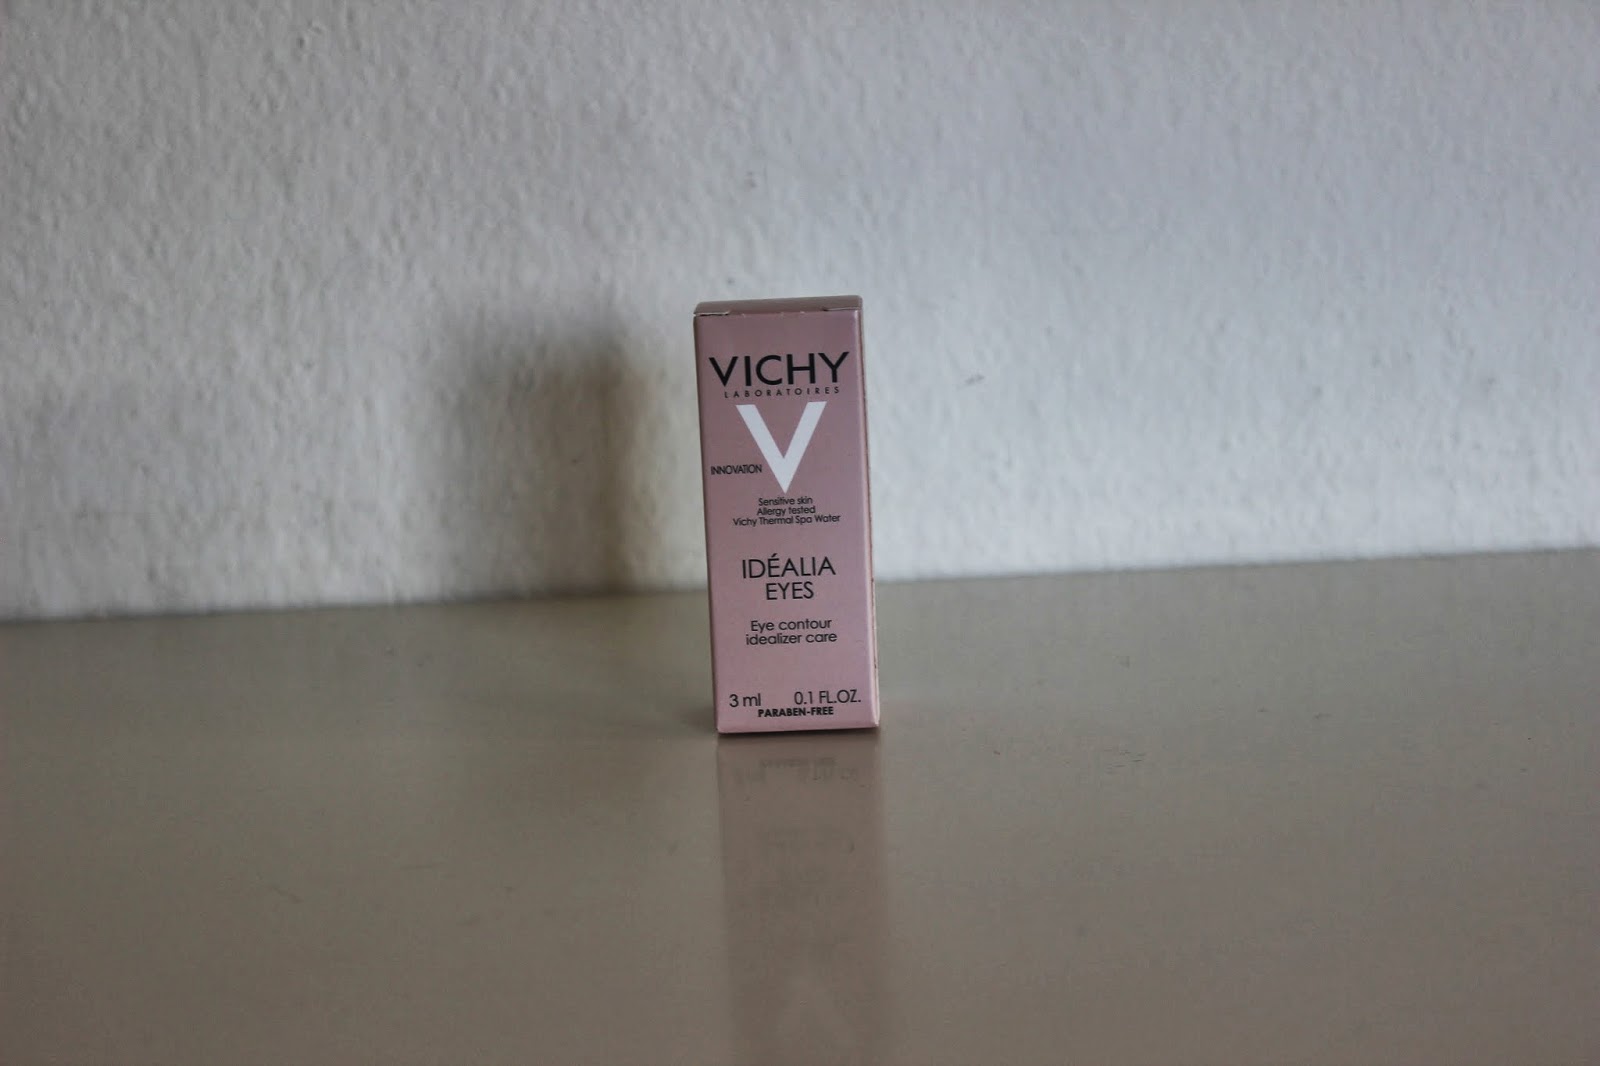 VICHY
LABORATOIRES
V
INNOVATION
Sensitive skin
Allergy tested
Vichy Thermal Spa Water
IDÉALIA
EYES
Eye contour
idealizer care
3 ml 0.1 FL.OZ.
PARABEN-FREE